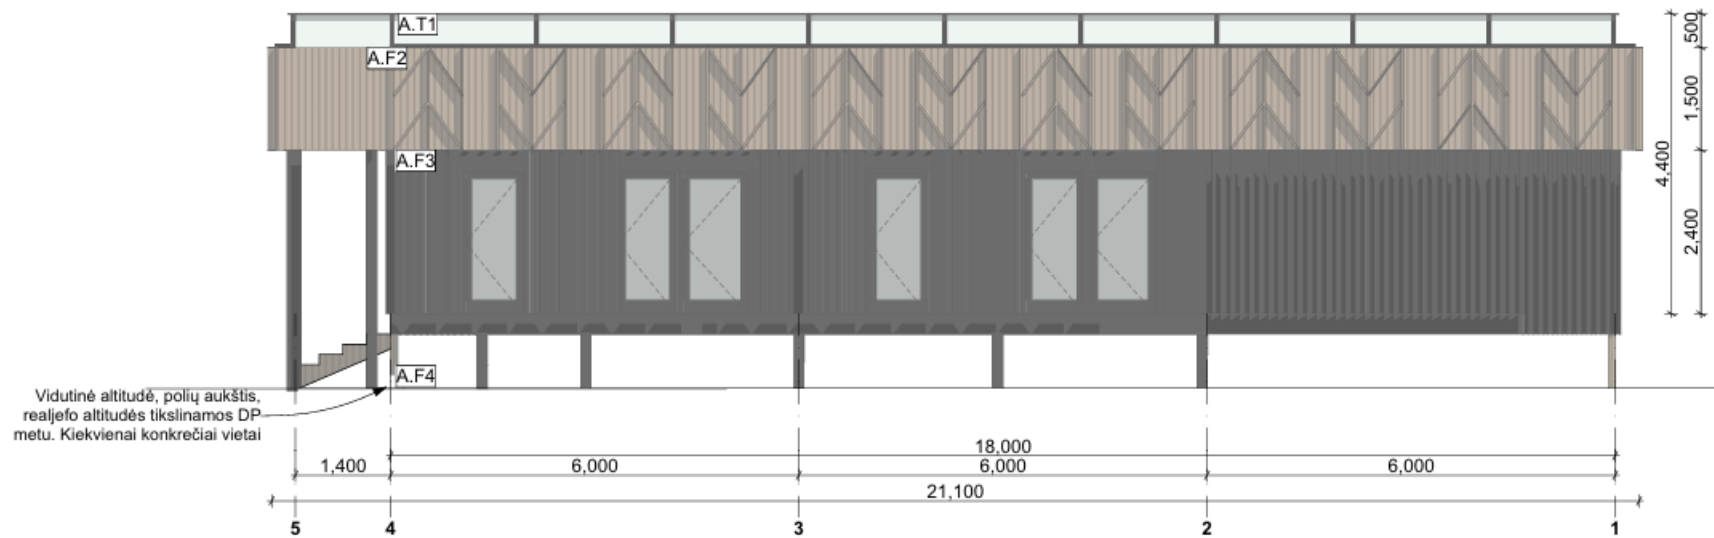 A.T1
A.F2
A.F3
A.F4
500
1,500
4,400
2,400
Vidutinė altitudė, polių aukštis,
realjefo altitudės tikslinamos DP
metu. Kiekvienai konkrečiai vietai
18,000
1,400
6,000
6,000
6,000
21,100
5
4
3
2
1